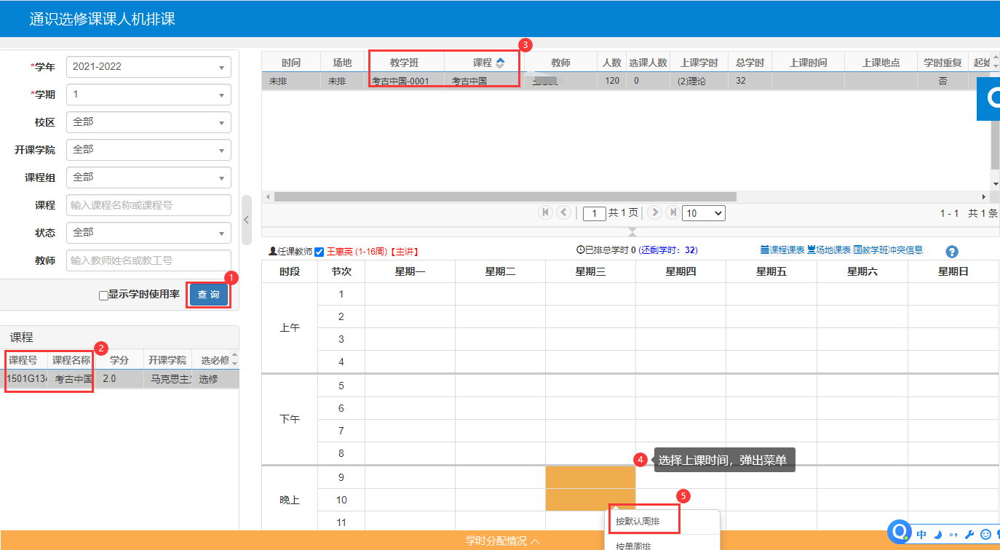 通识选修课课人机排课
*学年 2021-2022
*学期 1
校区 全部
开课学院 全部
课程组 全部
课程 输入课程名称或课程号
状态 全部
教师 输入教师姓名或教工号
1
显示学时使用率 查 询
课程
2
课程号 课程名称 学分 开课学院 选必修
1501G134 考古中国 2.0 马克思主义 选修
3
时间 场地 教学班 课程 教师 人数 选课人数 上课学时 总学时 上课时间 上课地点 学时重复 起始
未排 未排 考古中国-0001 考古中国 120 0 (2)理论 32 否
1 共 1 页 10 1 - 1 共 1 条
任课教师 王惠英 (1-16周)【主讲】 已排总学时 0 (还剩学时：32) 课程课表 场地课表 教学班冲突信息 ?
时段 节次 星期一 星期二 星期三 星期四 星期五 星期六 星期日
上午
1
2
3
4
下午
5
6
7
8
4 选择上课时间，弹出菜单
晚上
9
10
11
5
按默认周排
按单周排
学时分配情况
中